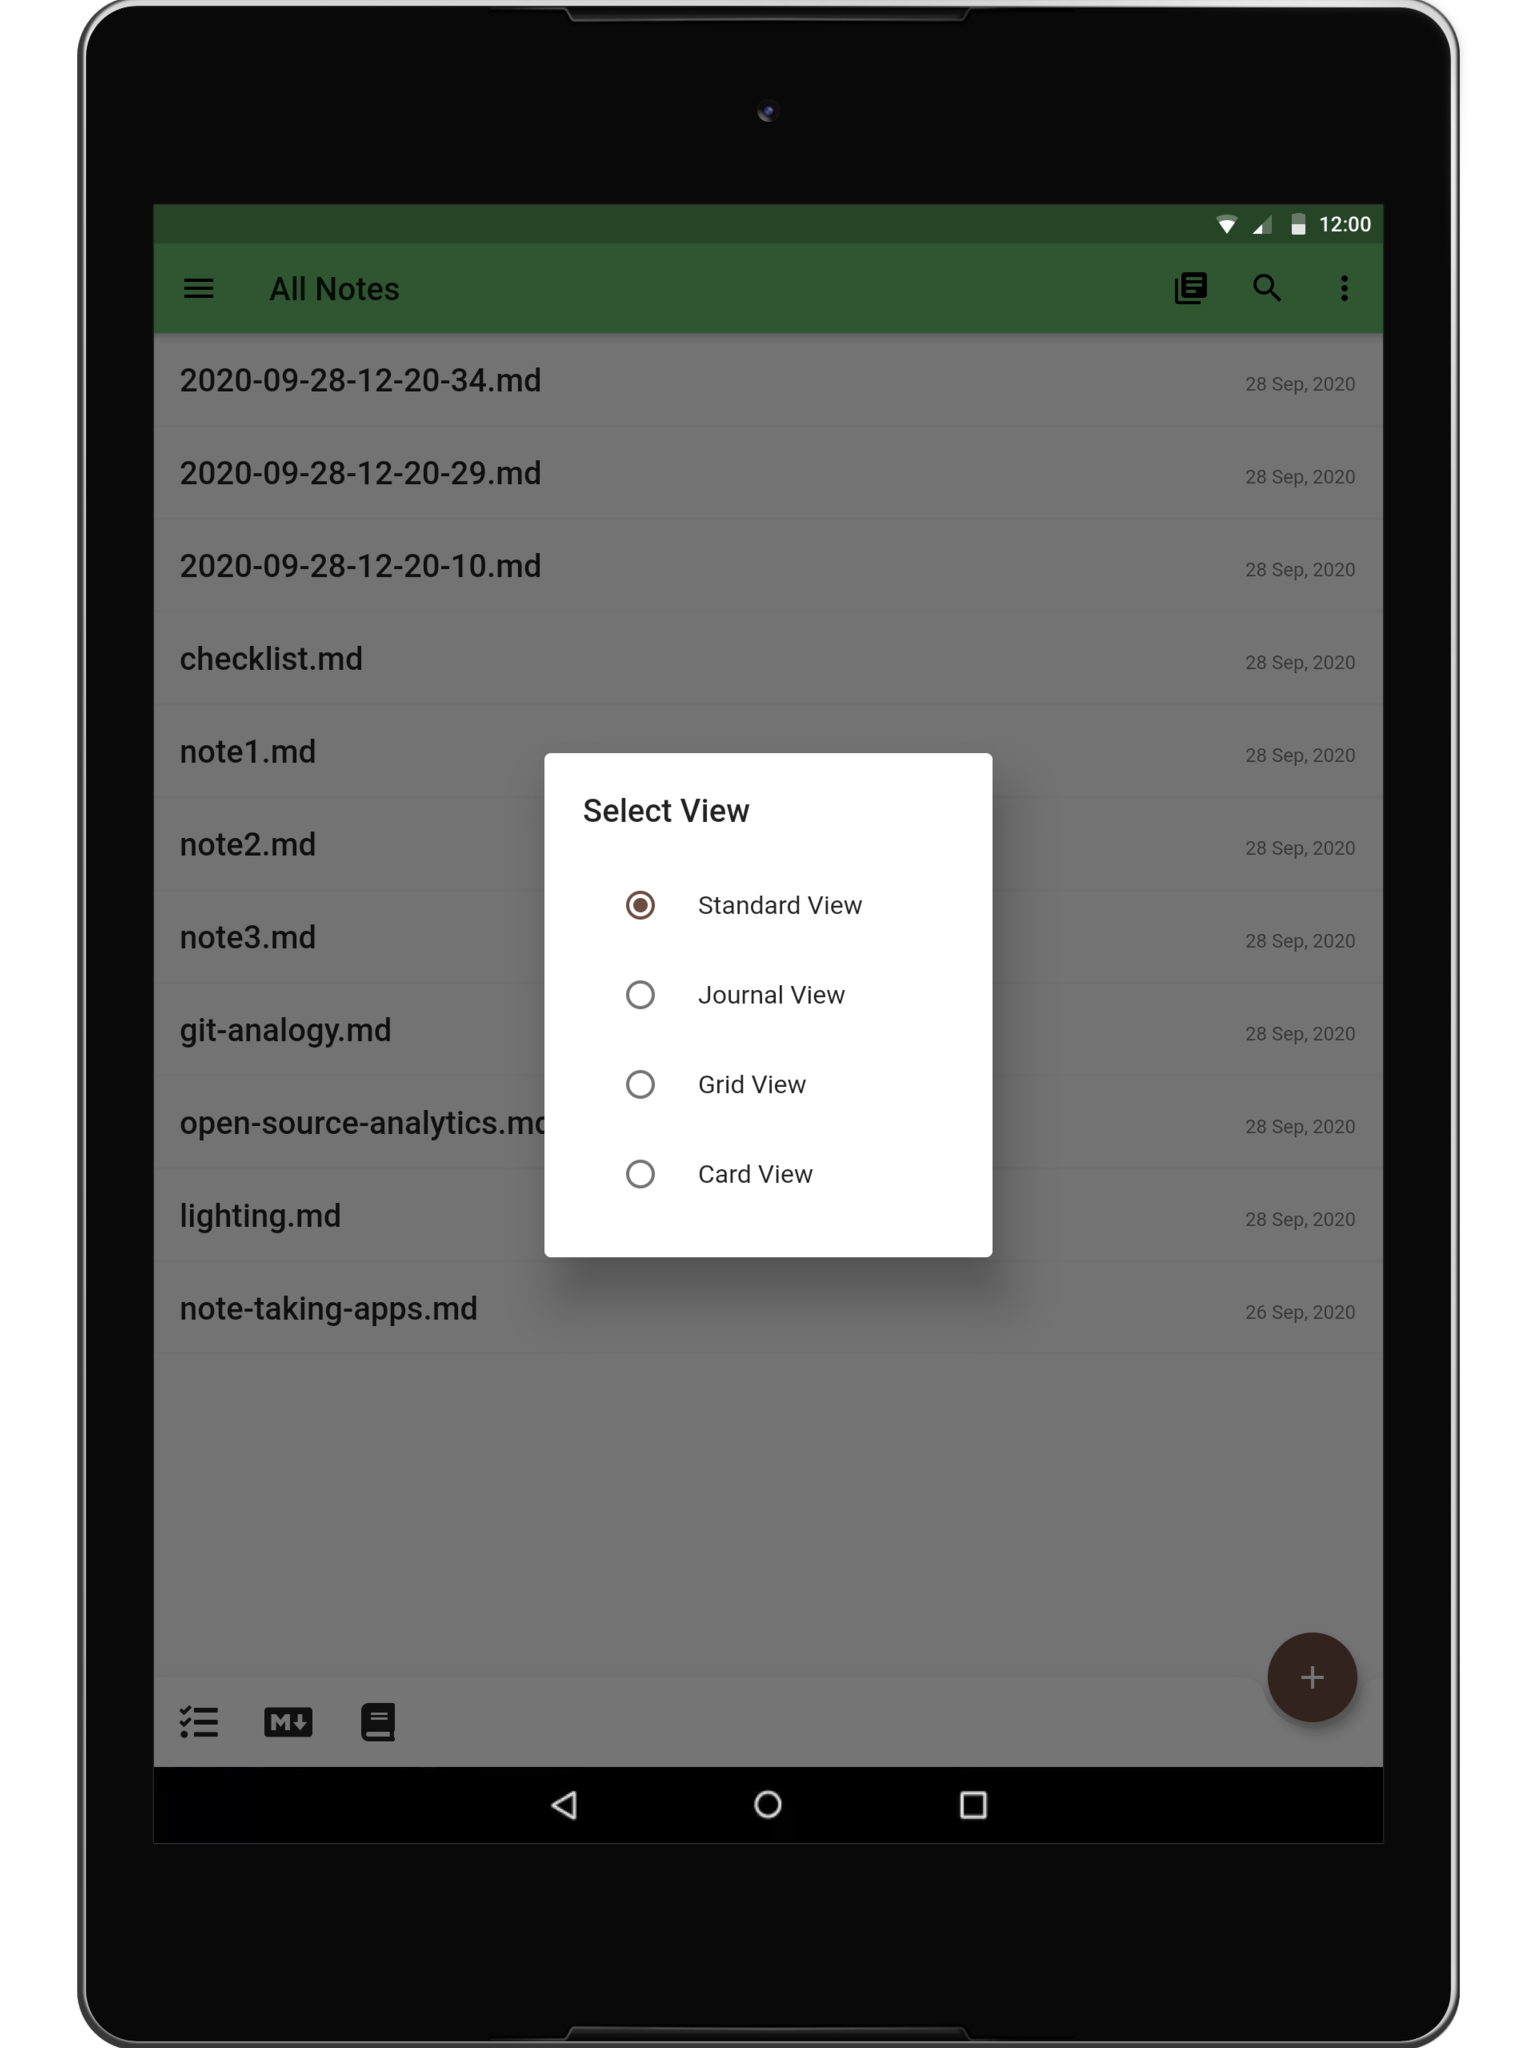 12:00
All Notes
2020-09-28-12-20-34.md 28 Sep, 2020
2020-09-28-12-20-29.md 28 Sep, 2020
2020-09-28-12-20-10.md 28 Sep, 2020
checklist.md 28 Sep, 2020
note1.md 28 Sep, 2020
note2.md 28 Sep, 2020
note3.md 28 Sep, 2020
git-analogy.md 28 Sep, 2020
open-source-analytics.md 28 Sep, 2020
lighting.md 28 Sep, 2020
note-taking-apps.md 26 Sep, 2020
Select View
Standard View
Journal View
Grid View
Card View
M